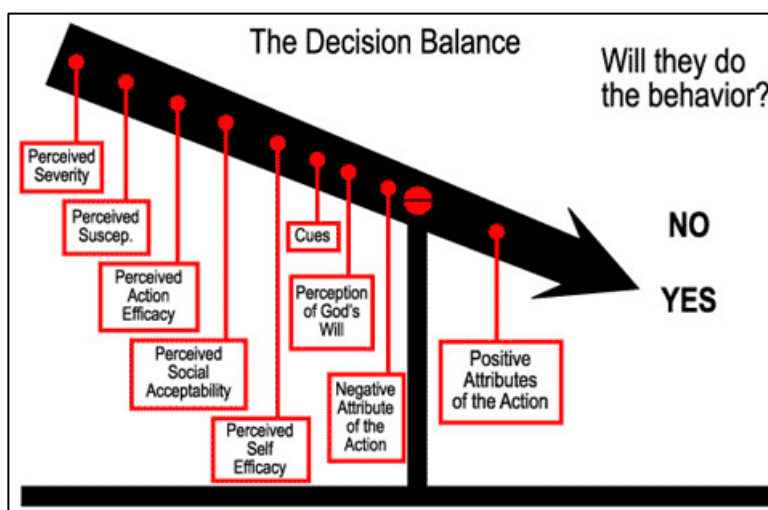 The Decision Balance
Will they do
the behavior?
Perceived
Severity
Perceived
Suscep.
Perceived
Action
Efficacy
Perceived
Social
Acceptability
Perceived
Self
Efficacy
Cues
Perception
of God's
Will
Negative
Attribute
of the
Action
Positive
Attributes
of the Action
NO
YES